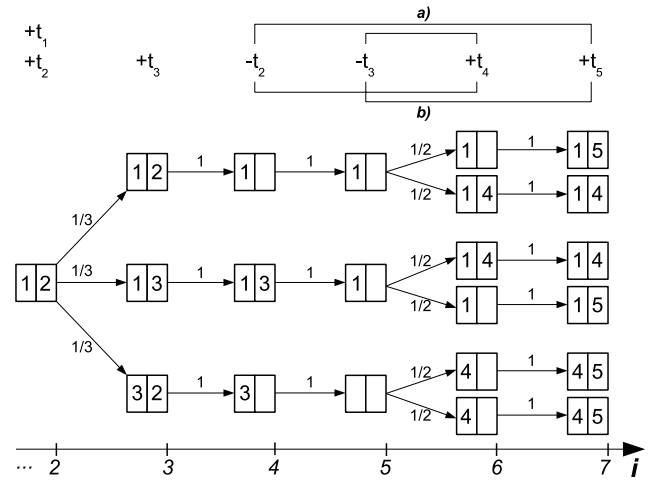 a)
+t1
+t2 +t3 -t2 -t3 +t4 +t5
b)
1/2 1 1 5
1 2 1 1 1 1 1
1/2 1 4 1 1 4
1/3
1/2 1 4 1 1 4
1 2 1/3 1 3 1 1 3 1 1
1/2 1 1 1 5
1/3
1/2 4 1 4 5
3 2 1 3 1
1/2 4 1 4 5
... 2 3 4 5 6 7 i